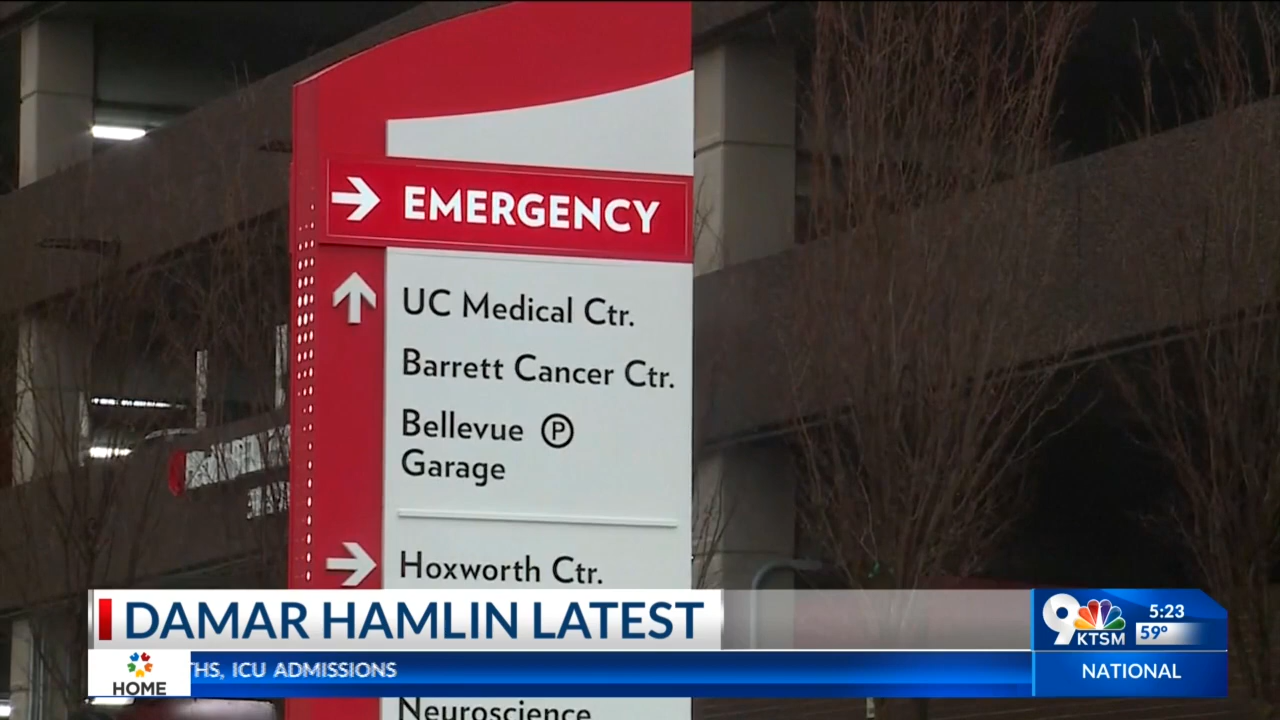 EMERGENCY
UC Medical Ctr.
Barrett Cancer Ctr.
Bellevue P
Garage
Hoxworth Ctr.
DAMAR HAMLIN LATEST
9 KTSM
5:23
59°
HOME
THS, ICU ADMISSIONS
NATIONAL
Neuroscience